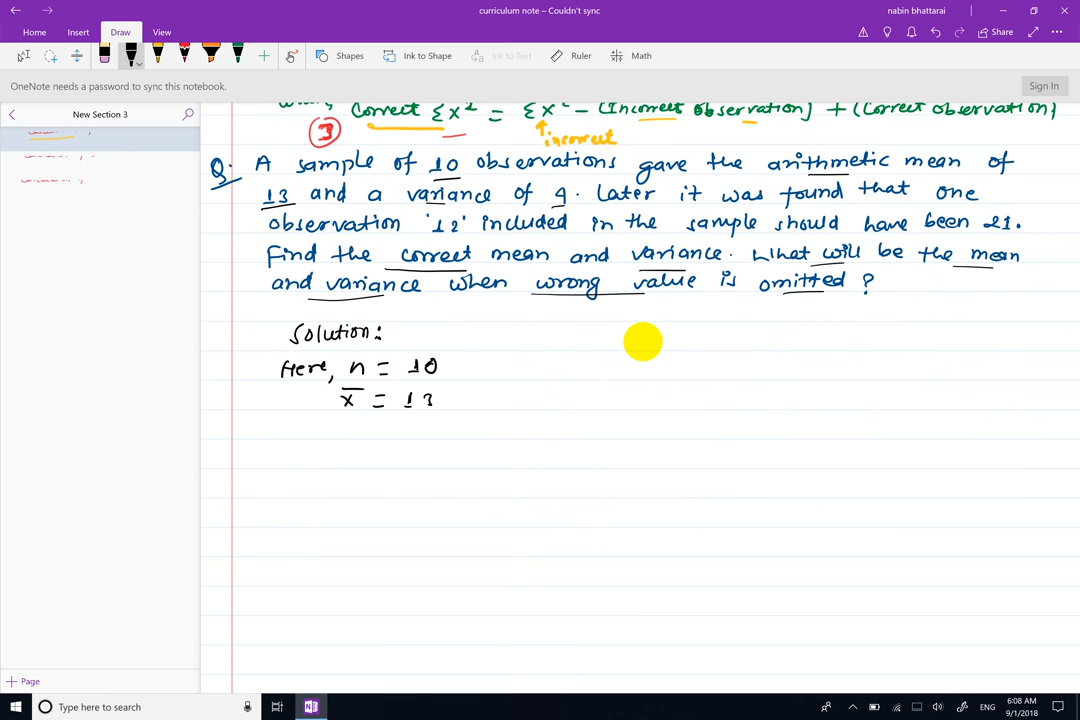 curriculum note – Couldn't sync
nabin bhattarai
Home Insert Draw View
Share
Shapes Ink to Shape Ink to Text Ruler Math
OneNote needs a password to sync this notebook.
Sign In
New Section 3
Correct Σx² = Σx² – (Incorrect observation) + (Correct observation)
③
incorrect
Q. A sample of 10 observations gave the arithmetic mean of
13 and a variance of 4. Later it was found that one
observation '12' included in the sample should have been 21.
Find the correct mean and variance. What will be the mean
and variance when wrong value is omitted ?
Solution:
Here, n = 10
x̄ = 13
+ Page
Type here to search
ENG
6:08 AM
9/1/2018